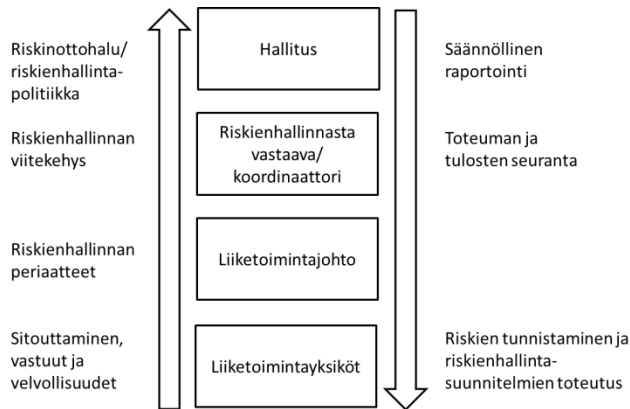 Riskinottohalu/
riskienhallinta-
politiikka
Hallitus
Säännöllinen
raportointi
Riskienhallinnan
viitekehys
Riskienhallinnasta
vastaava/
koordinaattori
Toteuman ja
tulosten seuranta
Riskienhallinnan
periaatteet
Liiketoimintajohto
Sitouttaminen,
vastuut ja
velvollisuudet
Liiketoimintayksiköt
Riskien tunnistaminen ja
riskienhallinta-
suunnitelmien toteutus